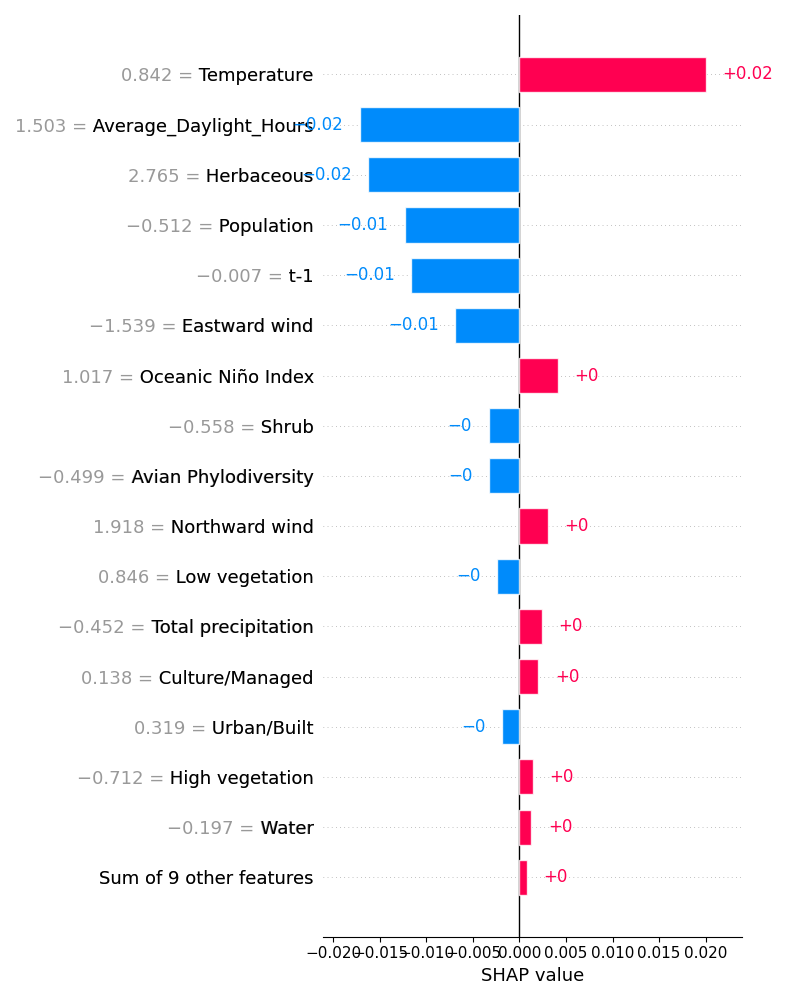 0.842 = Temperature +0.02
1.503 = Average_Daylight_Hours −0.02
2.765 = Herbaceous −0.02
−0.512 = Population −0.01
−0.007 = t-1 −0.01
−1.539 = Eastward wind −0.01
1.017 = Oceanic Niño Index +0
−0.558 = Shrub −0
−0.499 = Avian Phylodiversity −0
1.918 = Northward wind +0
0.846 = Low vegetation −0
−0.452 = Total precipitation +0
0.138 = Culture/Managed +0
0.319 = Urban/Built −0
−0.712 = High vegetation +0
−0.197 = Water +0
Sum of 9 other features +0
−0.020 −0.015 −0.010 −0.005 0.000 0.005 0.010 0.015 0.020
SHAP value